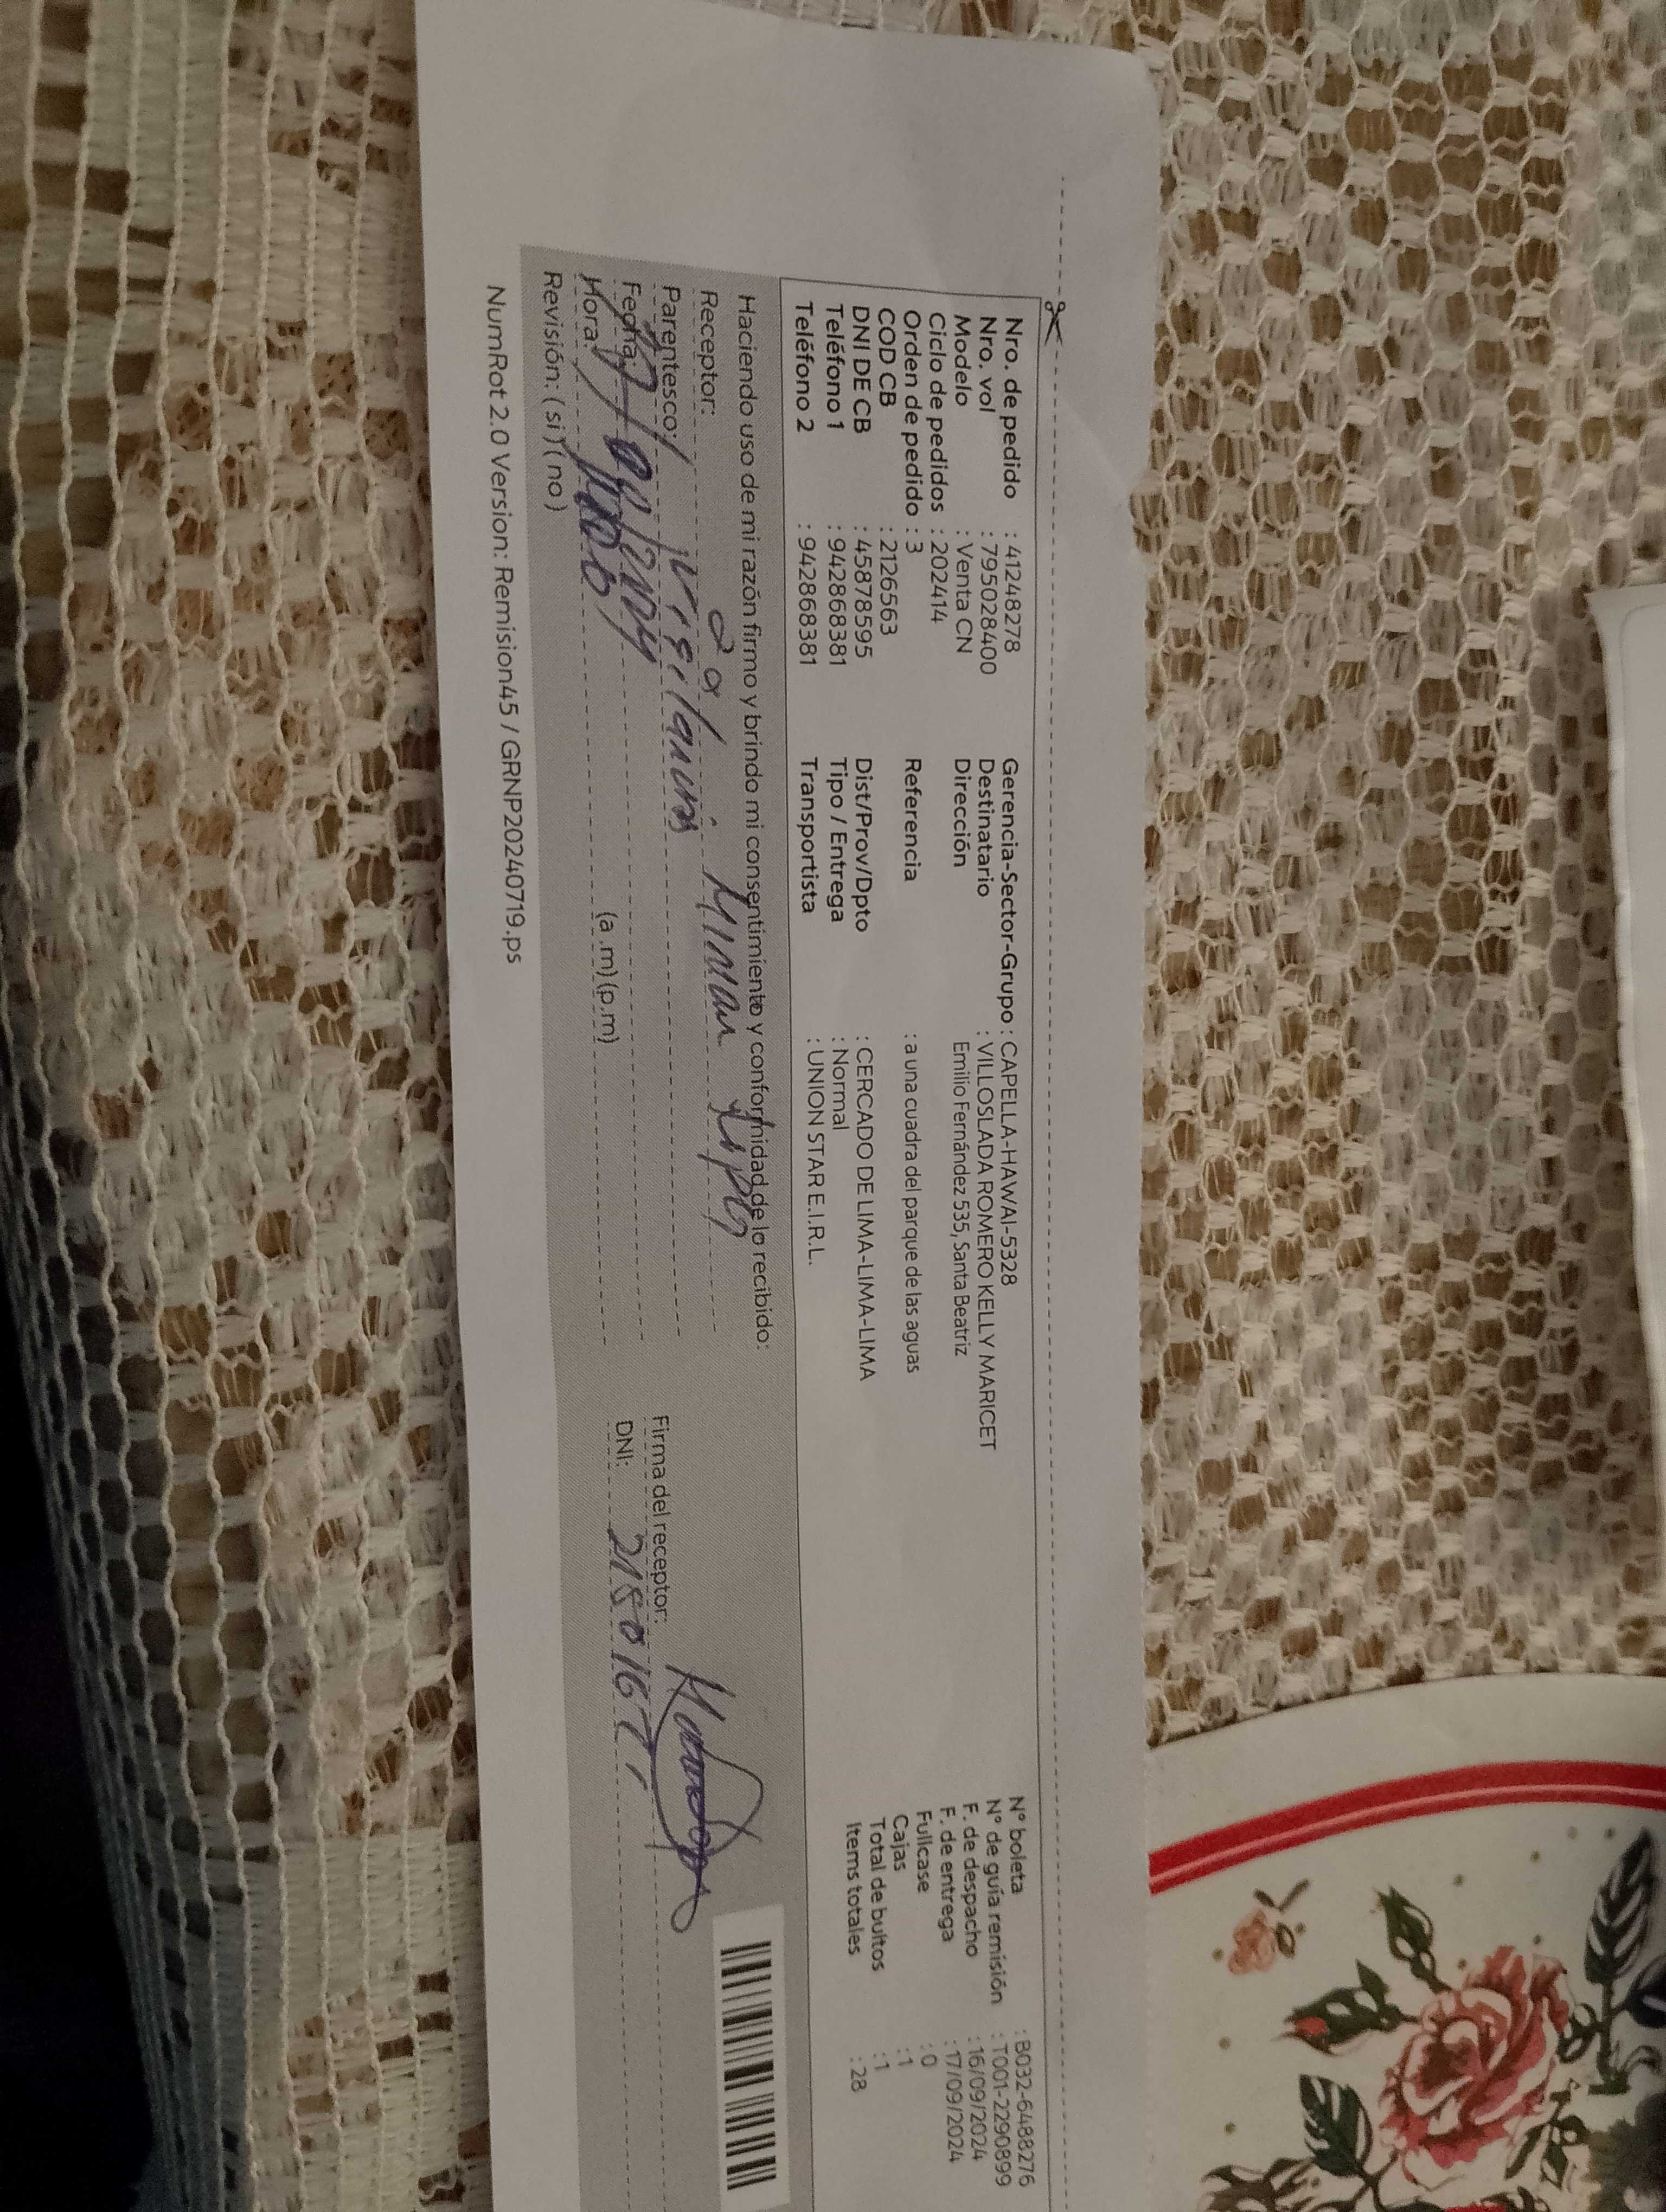 Nro. de pedido : 41248278
Nro. vol : 795028400
Modelo : Venta CN
Ciclo de pedidos : 202414
Orden de pedido : 3
COD CB : 2126563
DNI DE CB : 45878595
Teléfono 1 : 942868381
Teléfono 2 : 942868381
Gerencia-Sector-Grupo : CAPELLA-HAWAI-5328
Destinatario : VILLOSLADA ROMERO KELLY MARICET
Dirección Emilio Fernández 535, Santa Beatriz
Referencia : a una cuadra del parque de las aguas
Dist/Prov/Dpto : CERCADO DE LIMA-LIMA-LIMA
Tipo / Entrega : Normal
Transportista : UNION STAR E.I.R.L.
N° boleta : B032-6488276
N° de guía remisión : T001-2290899
F. de despacho : 16/09/2024
F. de entrega : 17/09/2024
Fullcase : 0
Cajas : 1
Total de bultos : 1
Items totales : 28
Haciendo uso de mi razón firmo y brindo mi consentimiento y conformidad de lo recibido:
Receptor:
Parentesco:
Fecha:
Hora: (a.m) (p.m)
Revisión: ( si ) ( no )
Firma del receptor:
DNI:
NumRot 2.0 Version: Remision45 / GRNP20240719.ps